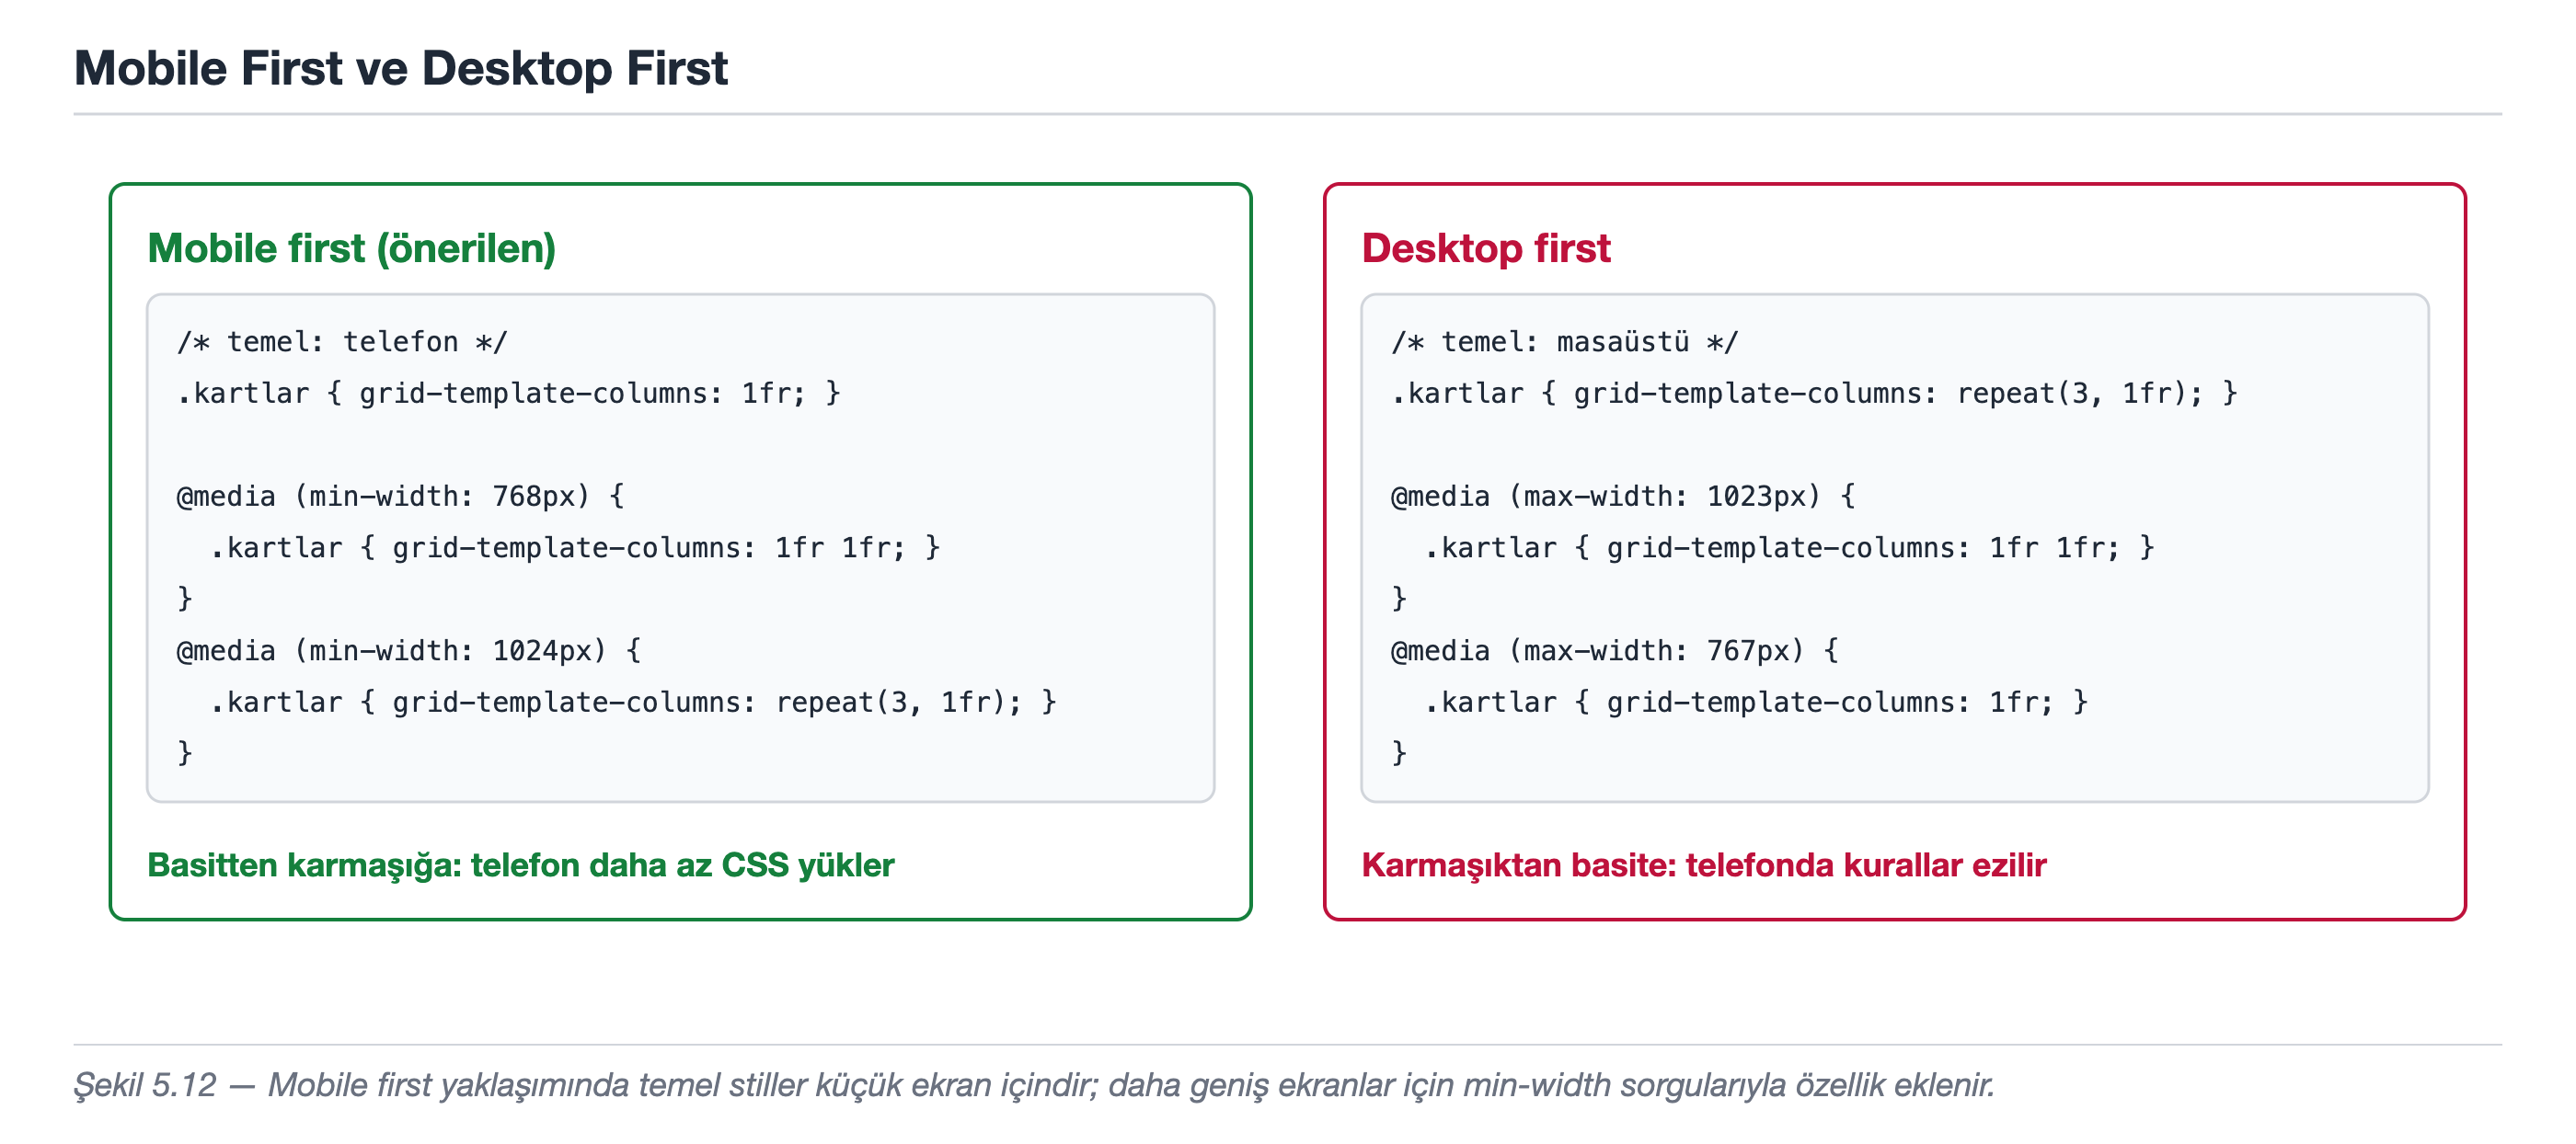 Mobile First ve Desktop First
Mobile first (önerilen)
/* temel: telefon */
.kartlar { grid-template-columns: 1fr; }
@media (min-width: 768px) {
  .kartlar { grid-template-columns: 1fr 1fr; }
}
@media (min-width: 1024px) {
  .kartlar { grid-template-columns: repeat(3, 1fr); }
}
Basitten karmaşığa: telefon daha az CSS yükler
Desktop first
/* temel: masaüstü */
.kartlar { grid-template-columns: repeat(3, 1fr); }
@media (max-width: 1023px) {
  .kartlar { grid-template-columns: 1fr 1fr; }
}
@media (max-width: 767px) {
  .kartlar { grid-template-columns: 1fr; }
}
Karmaşıktan basite: telefonda kurallar ezilir
Şekil 5.12 — Mobile first yaklaşımında temel stiller küçük ekran içindir; daha geniş ekranlar için min-width sorgularıyla özellik eklenir.